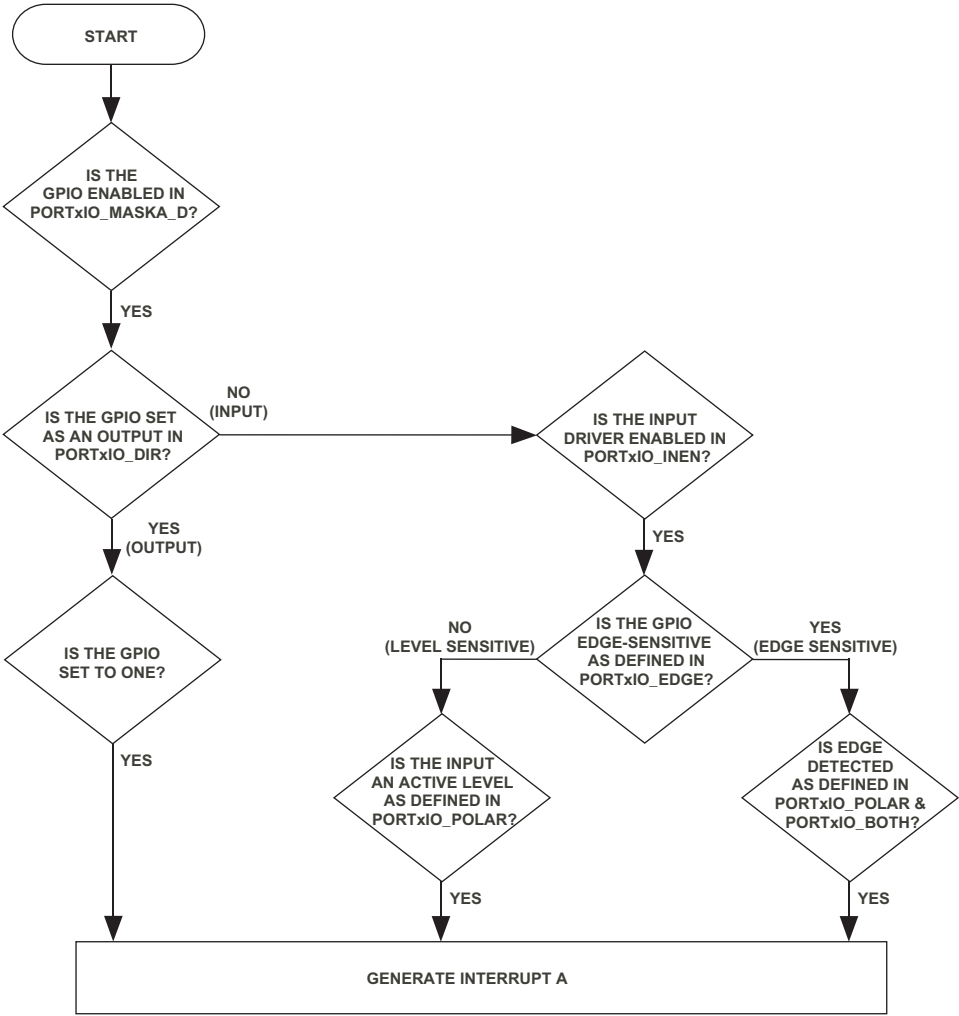 START
IS THE
GPIO ENABLED IN
PORTxIO_MASKA_D?
YES
IS THE GPIO SET
AS AN OUTPUT IN
PORTxIO_DIR?
NO
(INPUT)
IS THE INPUT
DRIVER ENABLED IN
PORTxIO_INEN?
YES
(OUTPUT)
YES
IS THE GPIO
SET TO ONE?
NO
(LEVEL SENSITIVE)
IS THE GPIO
EDGE-SENSITIVE
AS DEFINED IN
PORTxIO_EDGE?
YES
(EDGE SENSITIVE)
YES
IS THE INPUT
AN ACTIVE LEVEL
AS DEFINED IN
PORTxIO_POLAR?
IS EDGE
DETECTED
AS DEFINED IN
PORTxIO_POLAR &
PORTxIO_BOTH?
YES
YES
GENERATE INTERRUPT A